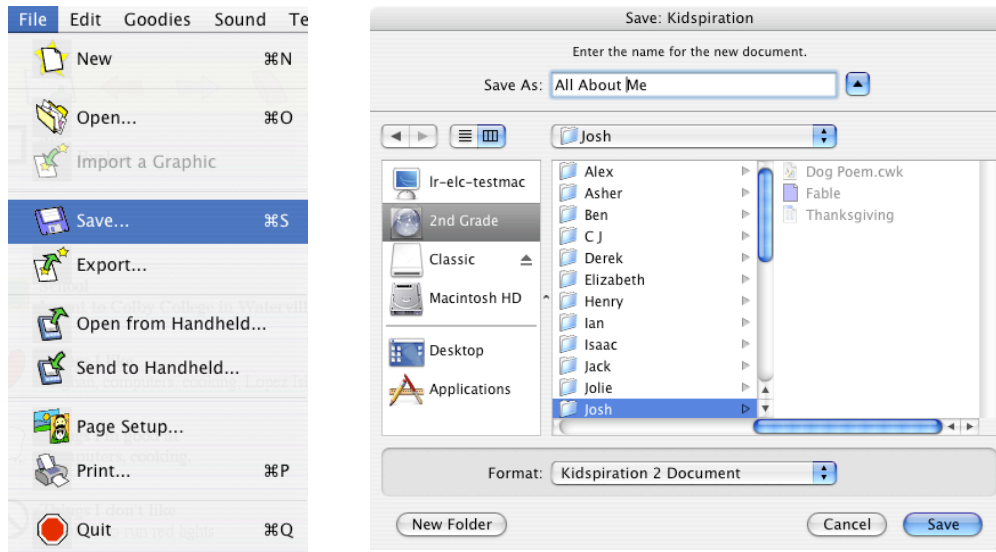 File Edit Goodies Sound Te
New ⌘N
Open... ⌘O
Import a Graphic
Save... ⌘S
Export...
Open from Handheld...
Send to Handheld...
Page Setup...
Print... ⌘P
Quit ⌘Q
Save: Kidspiration
Enter the name for the new document.
Save As: All About Me
Josh
lr-elc-testmac
2nd Grade
Classic
Macintosh HD
Desktop
Applications
Alex
Asher
Ben
C J
Derek
Elizabeth
Henry
Ian
Isaac
Jack
Jolie
Josh
Dog Poem.cwk
Fable
Thanksgiving
Format: Kidspiration 2 Document
New Folder Cancel Save